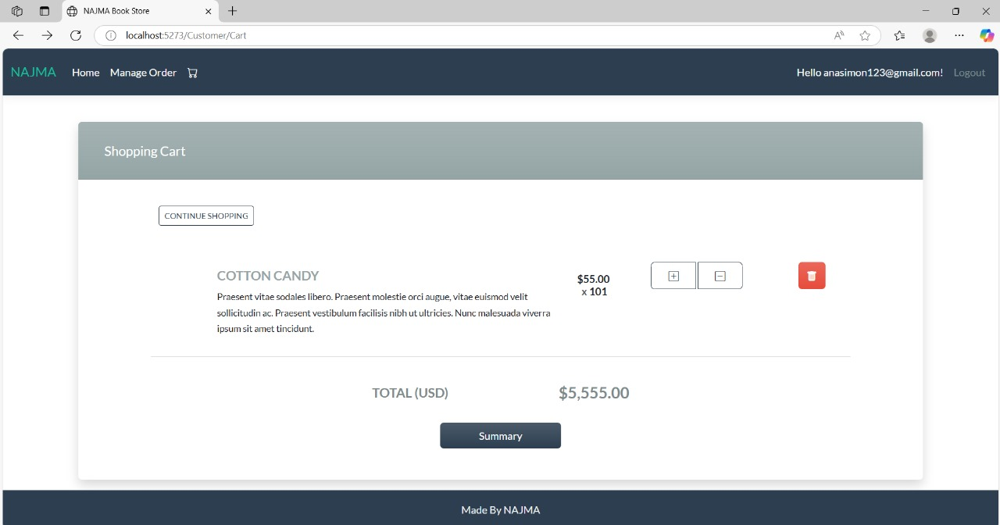 NAJMA Book Store
localhost:5273/Customer/Cart
NAJMA Home Manage Order Hello anasimon123@gmail.com! Logout
Shopping Cart
CONTINUE SHOPPING
COTTON CANDY
Praesent vitae sodales libero. Praesent molestie orci augue, vitae euismod velit
sollicitudin ac. Praesent vestibulum facilisis nibh ut ultricies. Nunc malesuada viverra
ipsum sit amet tincidunt.
$55.00
x 101
TOTAL (USD) $5,555.00
Summary
Made By NAJMA